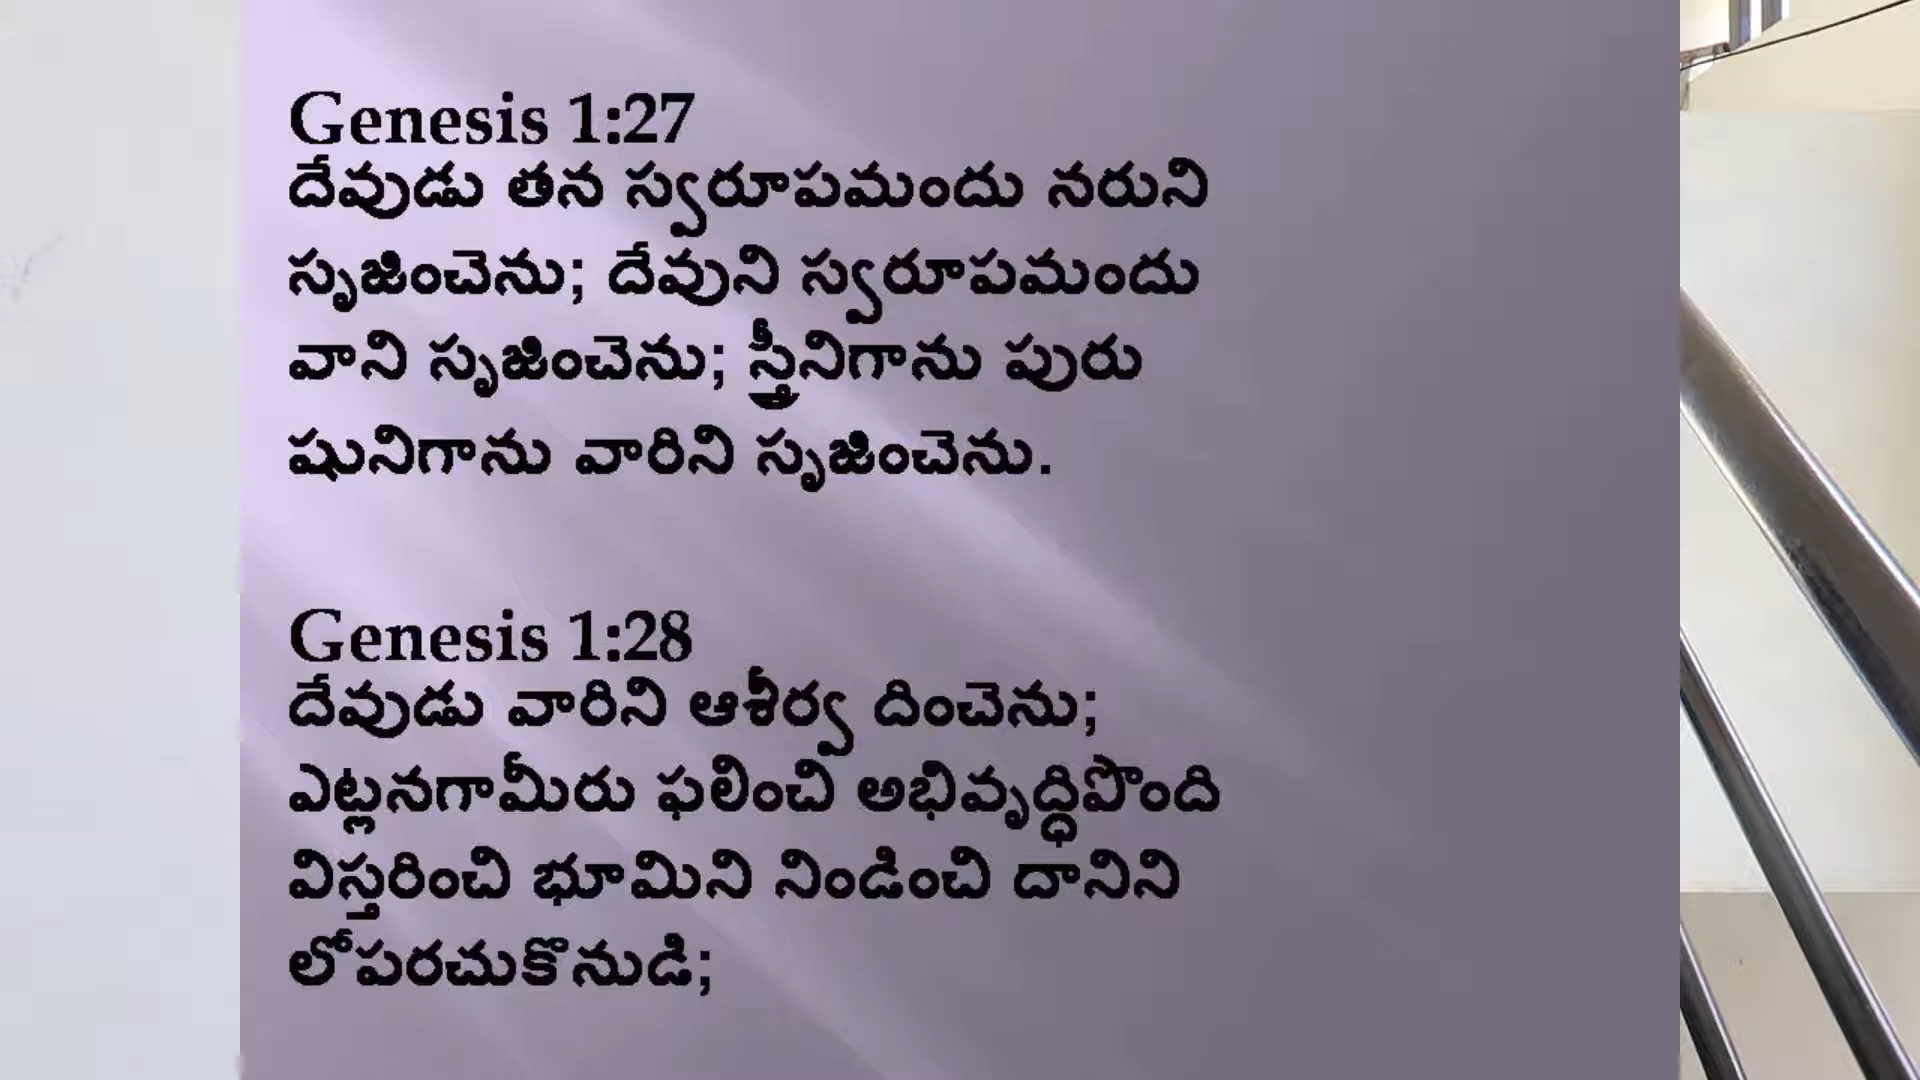 Genesis 1:27
దేవుడు తన స్వరూపమందు నరుని
సృజించెను; దేవుని స్వరూపమందు
వాని సృజించెను; స్త్రీనిగాను పురు
షునిగాను వారిని సృజించెను.
Genesis 1:28
దేవుడు వారిని ఆశీర్వ దించెను;
ఎట్లనగామీరు ఫలించి అభివృద్ధిపొంది
విస్తరించి భూమిని నిండించి దానిని
లోపరచుకొనుడి;